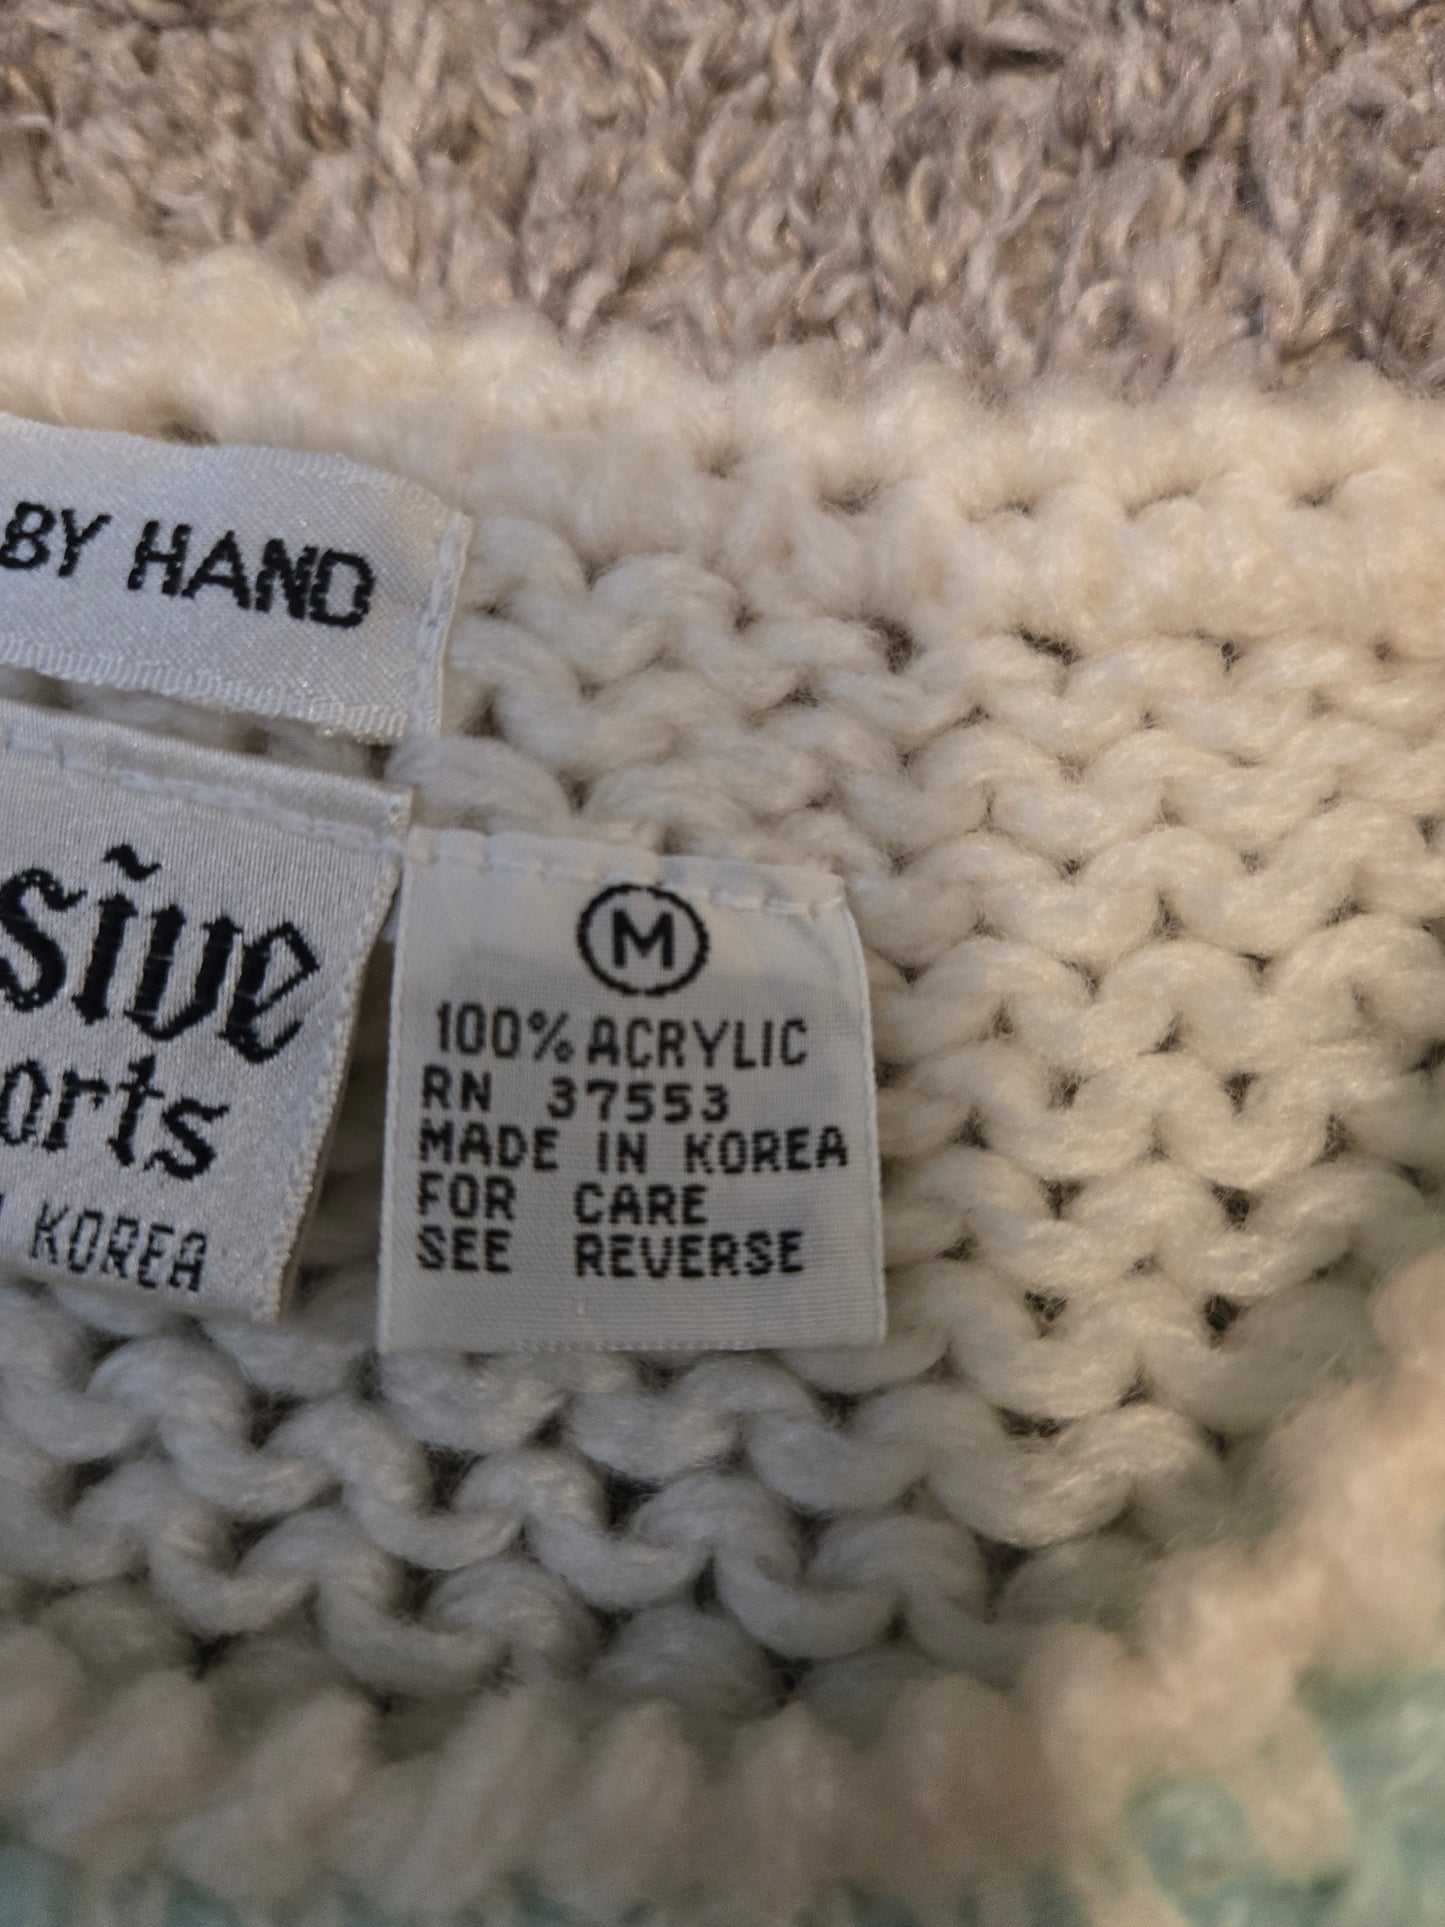 BY HAND
sive
orts
KOREA
M
100% ACRYLIC
RN 37553
MADE IN KOREA
FOR CARE
SEE REVERSE